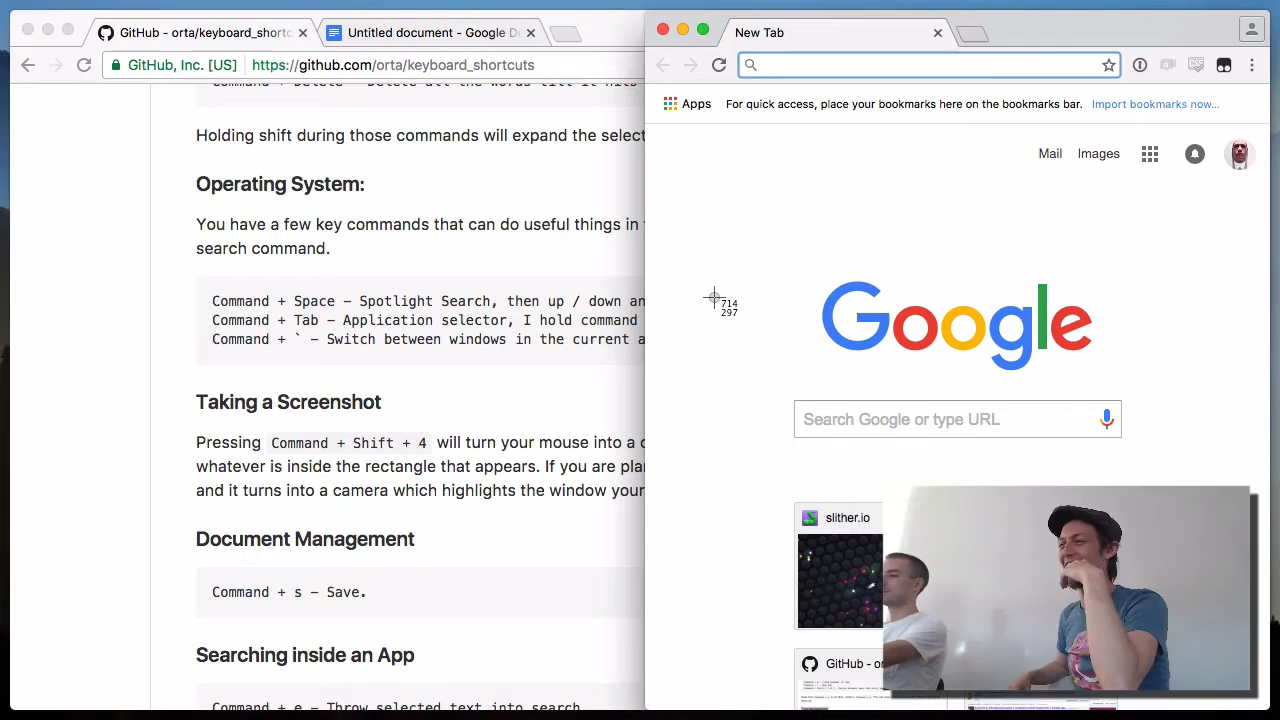 GitHub - orta/keyboard_shortc
Untitled document - Google D
GitHub, Inc. [US]
https://github.com/orta/keyboard_shortcuts
Holding shift during those commands will expand the select
Operating System:
You have a few key commands that can do useful things in
search command.
Command + Space - Spotlight Search, then up / down an
Command + Tab - Application selector, I hold command
Command + ` - Switch between windows in the current a
Taking a Screenshot
Pressing Command + Shift + 4 will turn your mouse into a c
whatever is inside the rectangle that appears. If you are pla
and it turns into a camera which highlights the window your
Document Management
Command + s - Save.
Searching inside an App
New Tab
Apps
For quick access, place your bookmarks here on the bookmarks bar.
Import bookmarks now...
Mail
Images
714
297
Google
Search Google or type URL
slither.io
GitHub - or